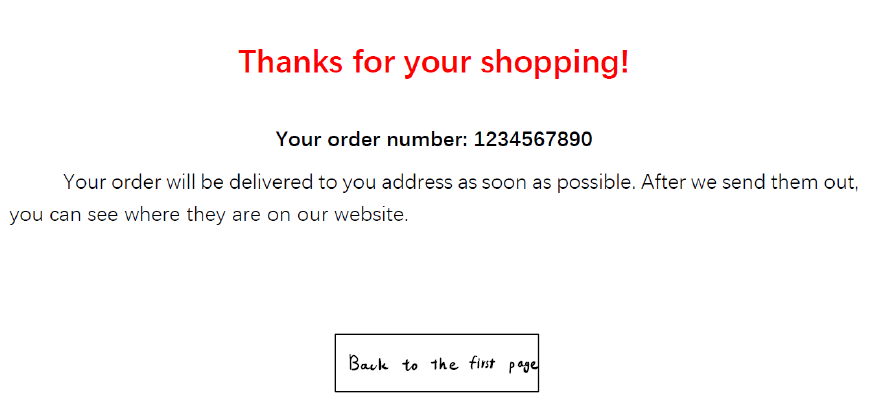 Thanks for your shopping!
Your order number: 1234567890
Your order will be delivered to you address as soon as possible. After we send them out,
you can see where they are on our website.
Back to the first page